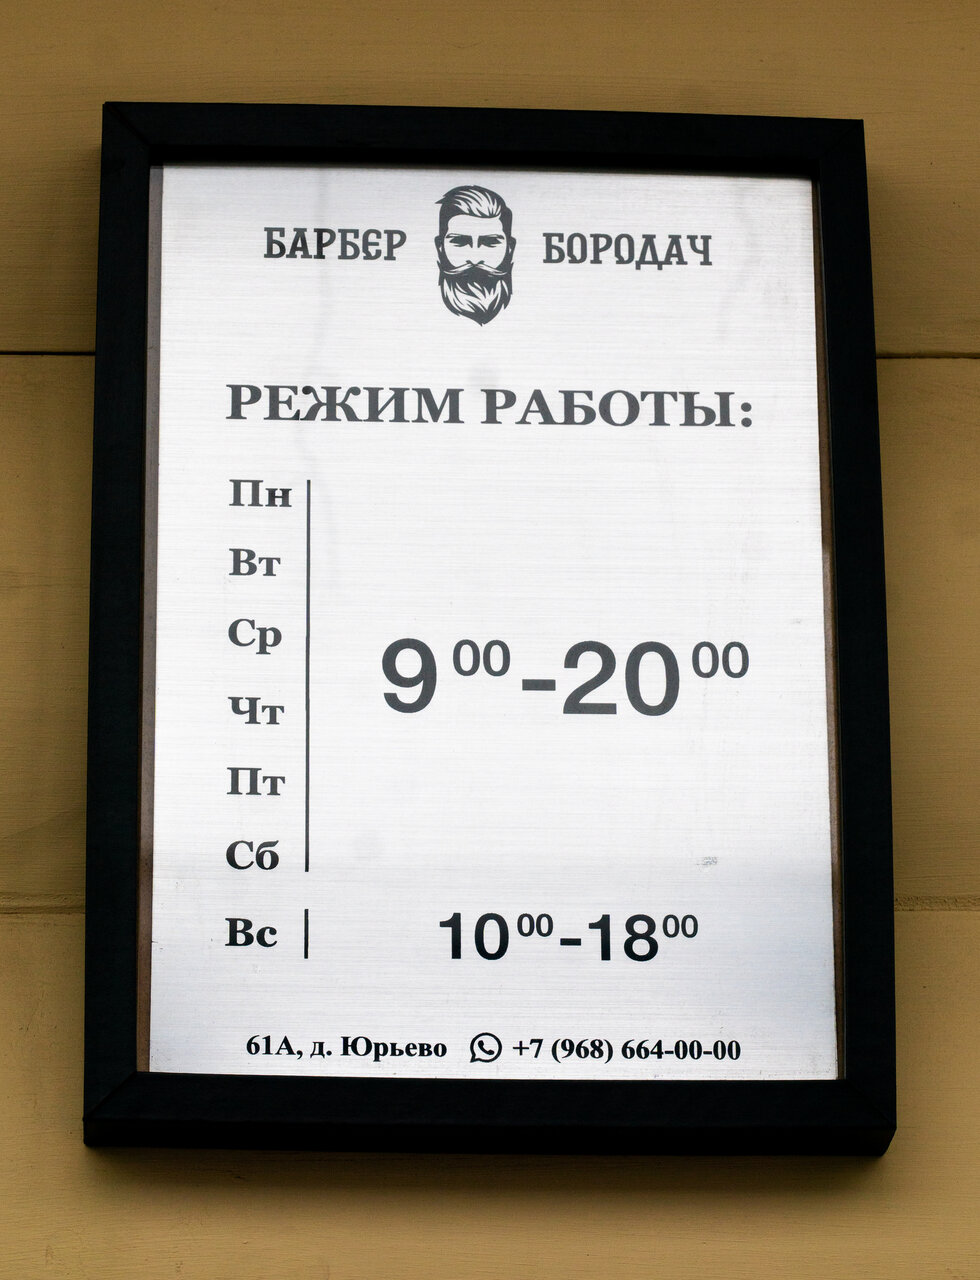 БАРБЕР БОРОДАЧ
РЕЖИМ РАБОТЫ:
Пн
Вт
Ср
9⁰⁰-20⁰⁰
Чт
Пт
Сб
Вс 10⁰⁰-18⁰⁰
61А, д. Юрьево +7 (968) 664-00-00